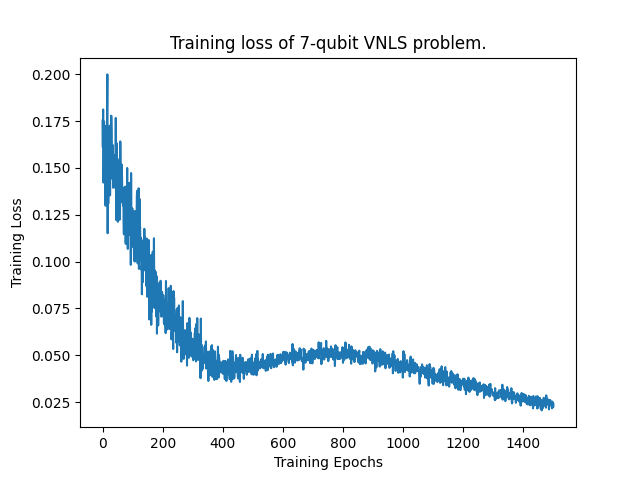 Training loss of 7-qubit VNLS problem.
0.200
0.175
0.150
0.125
0.100
0.075
0.050
0.025
Training Loss
0 200 400 600 800 1000 1200 1400
Training Epochs